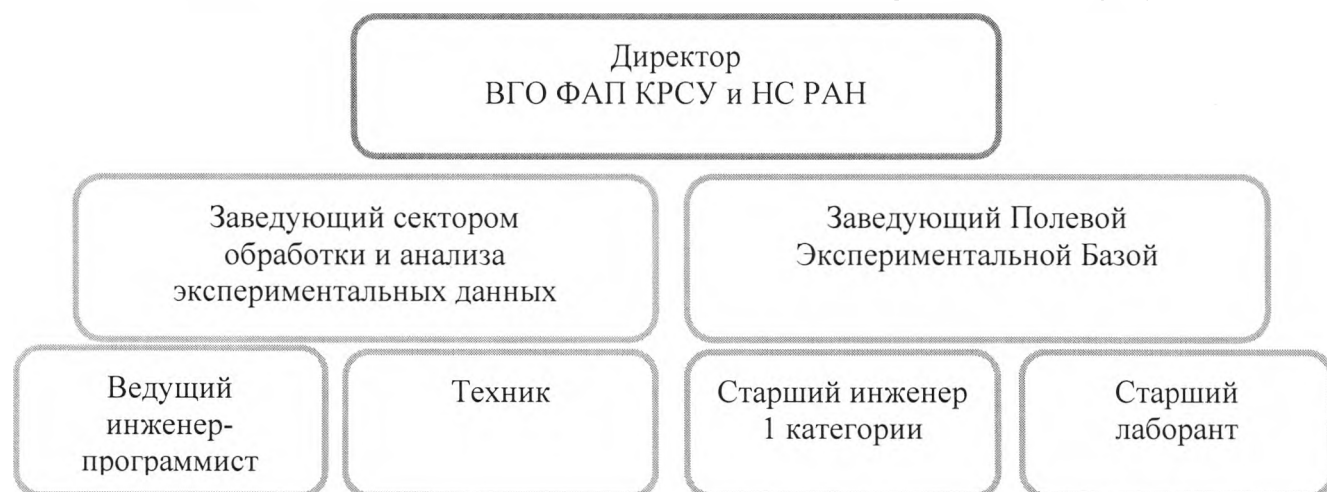 Директор
ВГО ФАП КРСУ и НС РАН
Заведующий сектором
обработки и анализа
экспериментальных данных
Заведующий Полевой
Экспериментальной Базой
Ведущий
инженер-
программист
Техник
Старший инженер
1 категории
Старший
лаборант